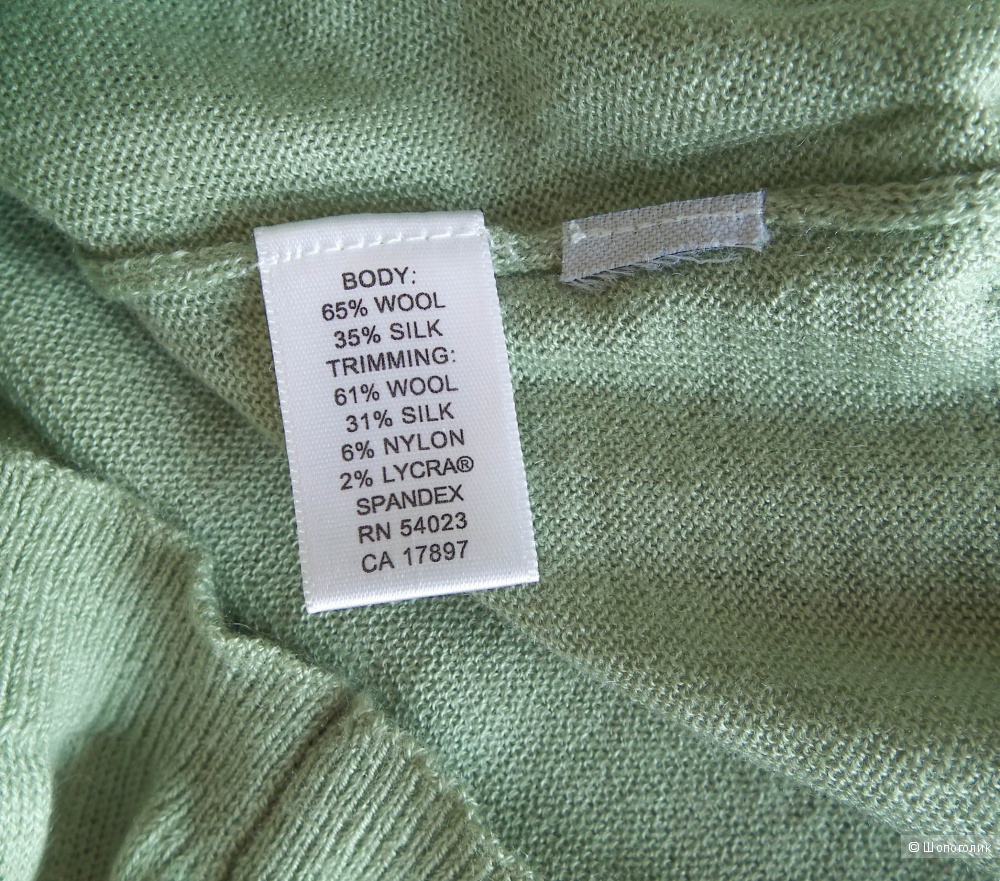 BODY:
65% WOOL
35% SILK
TRIMMING:
61% WOOL
31% SILK
6% NYLON
2% LYCRA®
SPANDEX
RN 54023
CA 17897
© Шопоголик